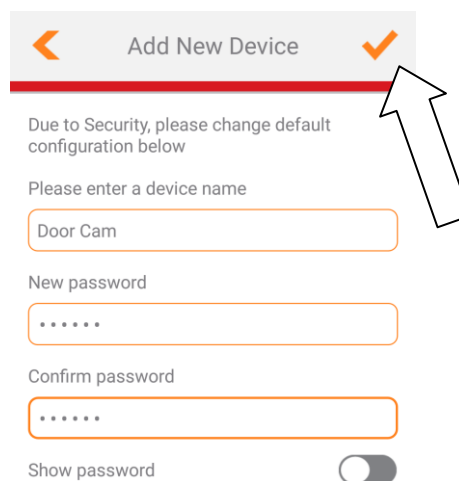 Add New Device
Due to Security, please change default
configuration below
Please enter a device name
Door Cam
New password
••••••
Confirm password
••••••
Show password